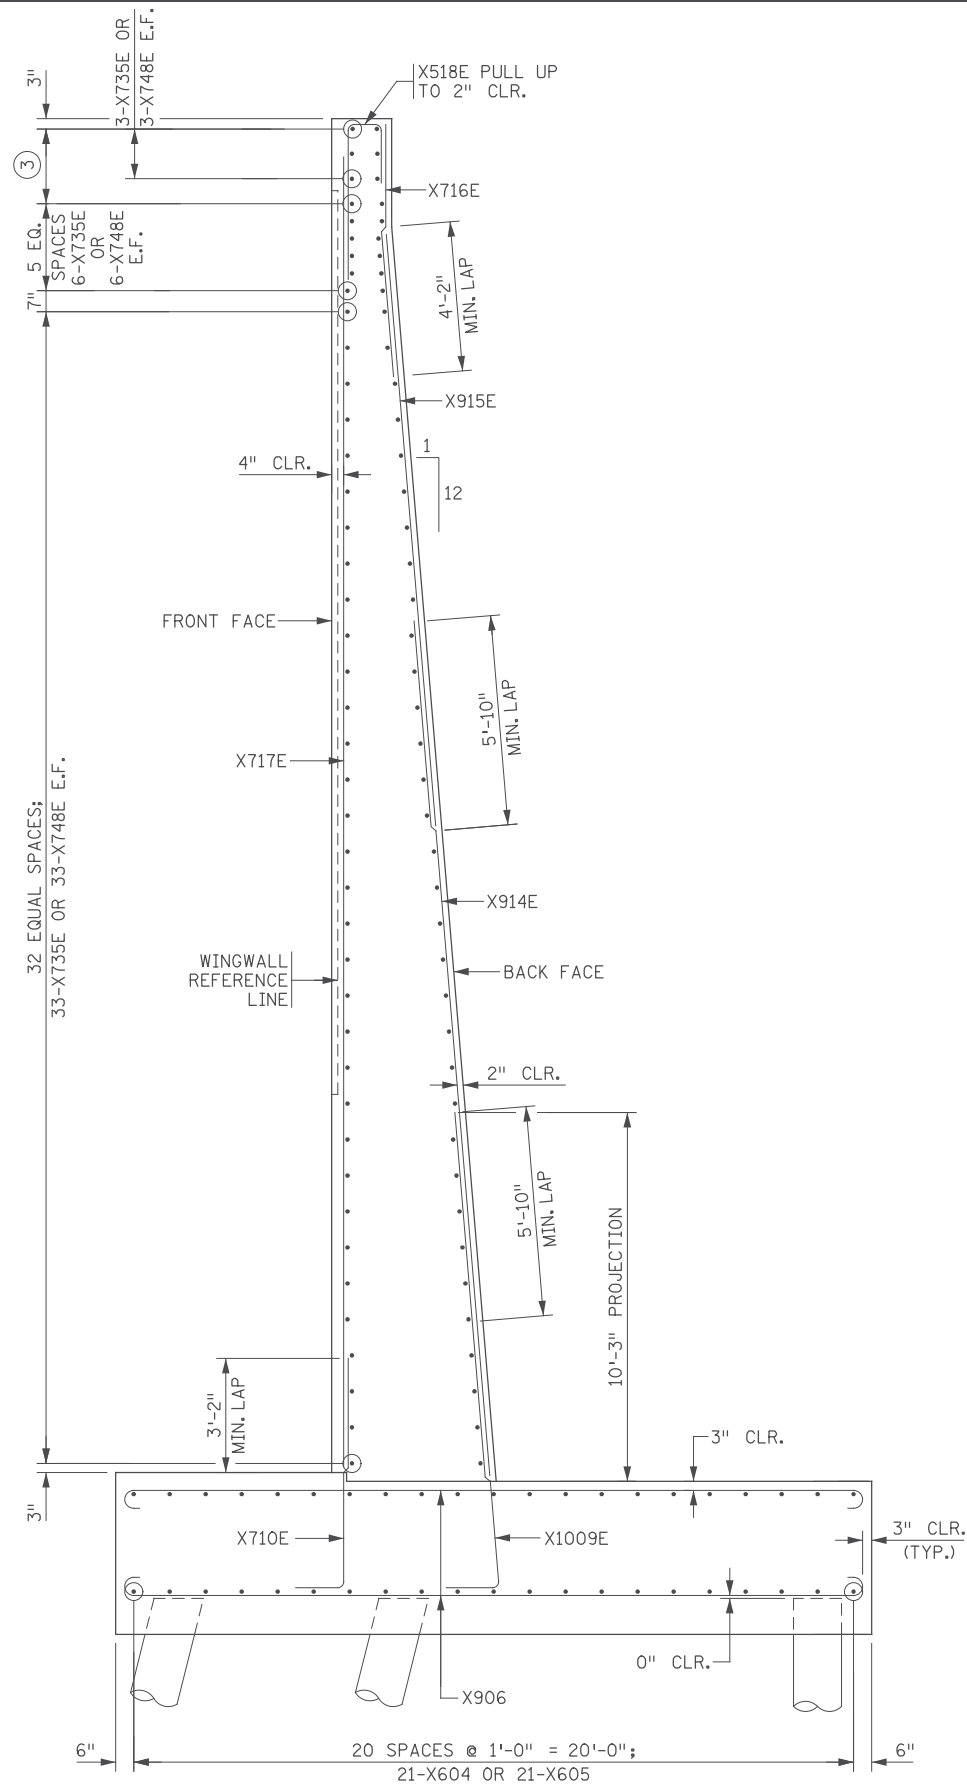 3"
3-X735E OR
3-X748E E.F.
X518E PULL UP
TO 2" CLR.
3
X716E
5 EQ.
SPACES
6-X735E
OR
6-X748E
E.F.
7"
4'-2"
MIN. LAP
X915E
1
12
4" CLR.
FRONT FACE
5'-10"
MIN. LAP
X717E
32 EQUAL SPACES;
33-X735E OR 33-X748E E.F.
X914E
WINGWALL
REFERENCE
LINE
BACK FACE
2" CLR.
5'-10"
MIN. LAP
10'-3" PROJECTION
3'-2"
MIN. LAP
3" CLR.
3"
X710E
X1009E
3" CLR.
(TYP.)
0" CLR.
X906
6"
20 SPACES @ 1'-0" = 20'-0";
21-X604 OR 21-X605
6"